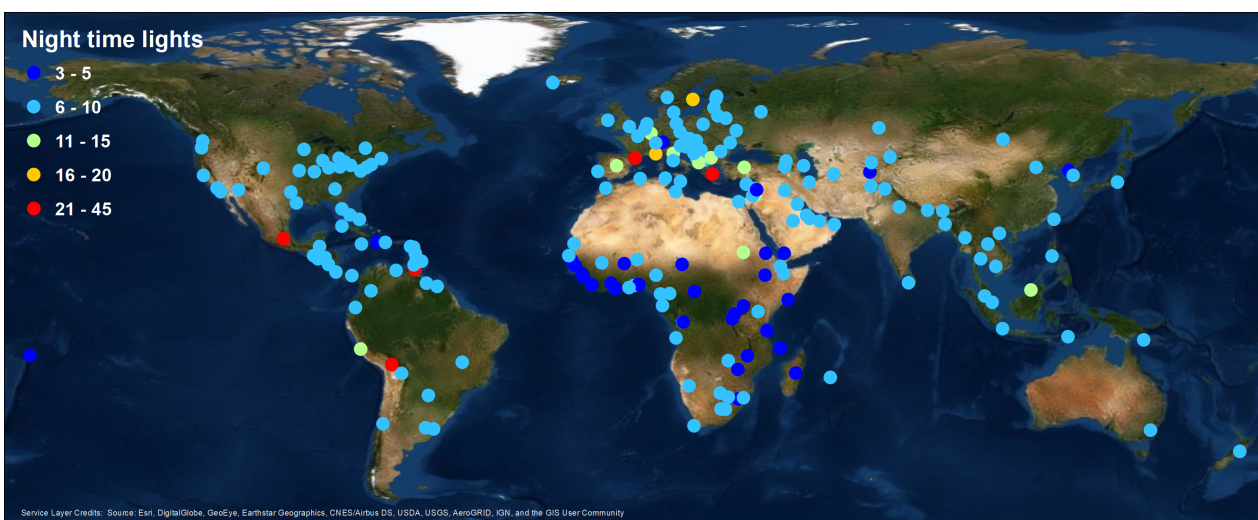 Night time lights
3 - 5
6 - 10
11 - 15
16 - 20
21 - 45
Service Layer Credits: Source: Esri, DigitalGlobe, GeoEye, Earthstar Geographics, CNES/Airbus DS, USDA, USGS, AeroGRID, IGN, and the GIS User Community